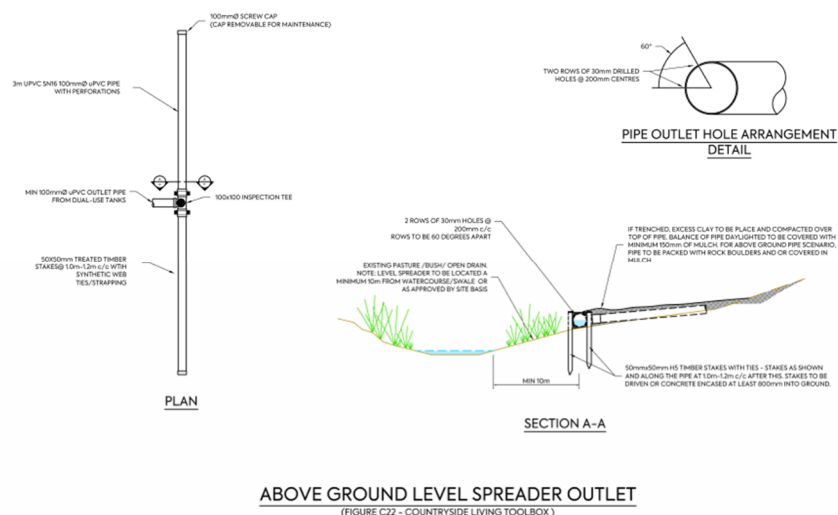 100mmØ SCREW CAP
(CAP REMOVABLE FOR MAINTENANCE)
3m UPVC SN16 100mmØ uPVC PIPE
WITH PERFORATIONS
MIN 100mmØ uPVC OUTLET PIPE
FROM DUAL-USE TANKS
100x100 INSPECTION TEE
50X50mm TREATED TIMBER
STAKES@ 1.0m-1.2m c/c WTIH
SYNTHETIC WEB
TIES/STRAPPING
PLAN
60°
TWO ROWS OF 30mm DRILLED
HOLES @ 200mm CENTRES
PIPE OUTLET HOLE ARRANGEMENT
DETAIL
2 ROWS OF 30mm HOLES @
200mm c/c
ROWS TO BE 60 DEGREES APART
EXISTING PASTURE /BUSH/ OPEN DRAIN.
NOTE: LEVEL SPREADER TO BE LOCATED A
MINIMUM 10m FROM WATERCOURSE/SWALE OR
AS APPROVED BY SITE BASIS
IF TRENCHED, EXCESS CLAY TO BE PLACE AND COMPACTED OVER
TOP OF PIPE, BALANCE OF PIPE DAYLIGHTED TO BE COVERED WITH
MINIMUM 150mm OF MULCH. FOR ABOVE GROUND PIPE SCENARIO,
PIPE TO BE PACKED WITH ROCK BOULDERS AND OR COVERED IN
MULCH
50mmx50mm H5 TIMBER STAKES WITH TIES - STAKES AS SHOWN
AND ALONG THE PIPE AT 1.0m-1.2m c/c AFTER THIS. STAKES TO BE
DRIVEN OR CONCRETE ENCASED AT LEAST 800mm INTO GROUND.
MIN 10m
SECTION A-A
ABOVE GROUND LEVEL SPREADER OUTLET
(FIGURE C22 - COUNTRYSIDE LIVING TOOLBOX )